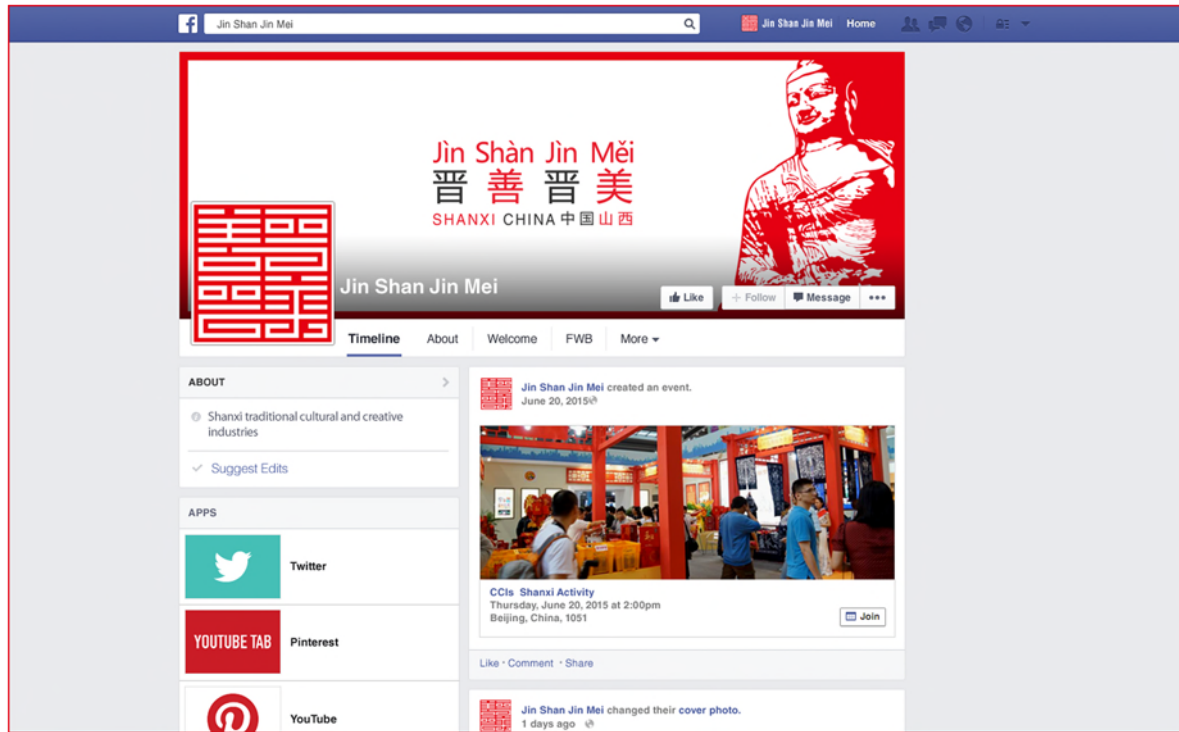 Jin Shan Jin Mei
Jin Shan Jin Mei Home
Jìn Shàn Jìn Měi
晋善晋美
SHANXI CHINA 中国山西
Jin Shan Jin Mei
Like
+ Follow
Message
•••
Timeline About Welcome FWB More
ABOUT
Shanxi traditional cultural and creative
industries
Suggest Edits
APPS
Twitter
YOUTUBE TAB
Pinterest
YouTube
Jin Shan Jin Mei created an event.
June 20, 2015
CCIs Shanxi Activity
Thursday, June 20, 2015 at 2:00pm
Beijing, China, 1051
Join
Like · Comment · Share
Jin Shan Jin Mei changed their cover photo.
1 days ago